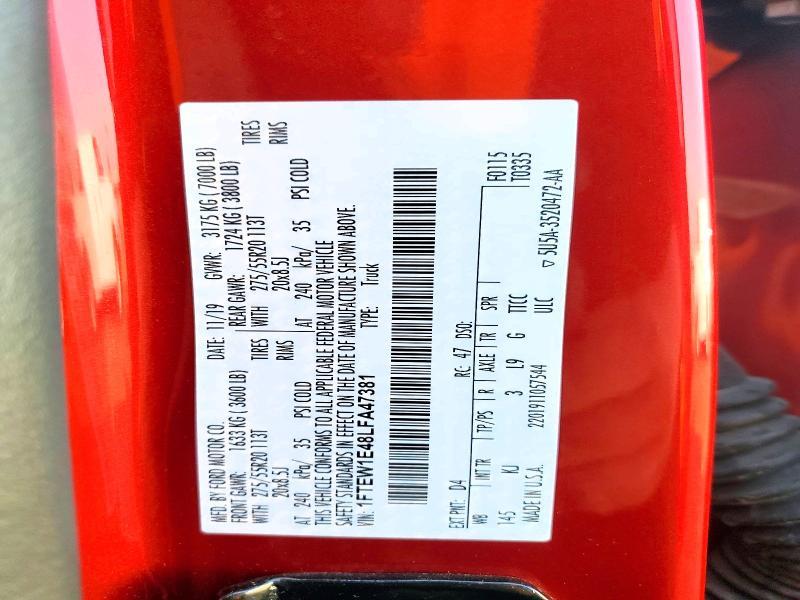 MFD. BY FORD MOTOR CO. DATE: 11/19 GVWR: 3175 KG ( 7000 LB)
FRONT GAWR: 1633 KG (3600 LB) REAR GAWR: 1724 KG ( 3800 LB)
WITH 275/55R20 113T TIRES WITH 275/55R20 113T TIRES
20x8.5J RIMS 20x8.5J RIMS
AT 240 kPa/ 35 PSI COLD AT 240 kPa/ 35 PSI COLD
THIS VEHICLE CONFORMS TO ALL APPLICABLE FEDERAL MOTOR VEHICLE
SAFETY STANDARDS IN EFFECT ON THE DATE OF MANUFACTURE SHOWN ABOVE.
VIN: 1FTEW1E48LFA47381 TYPE: Truck
EXT PNT: D4 RC: 47 DSO: F0115
WB INT TR TP/PS R AXLE TR SPR T0335
145 KJ 3 L9 G TTCC
MADE IN U.S.A. 2201911057544 ULC ▽ 5U5A-3520472-AA